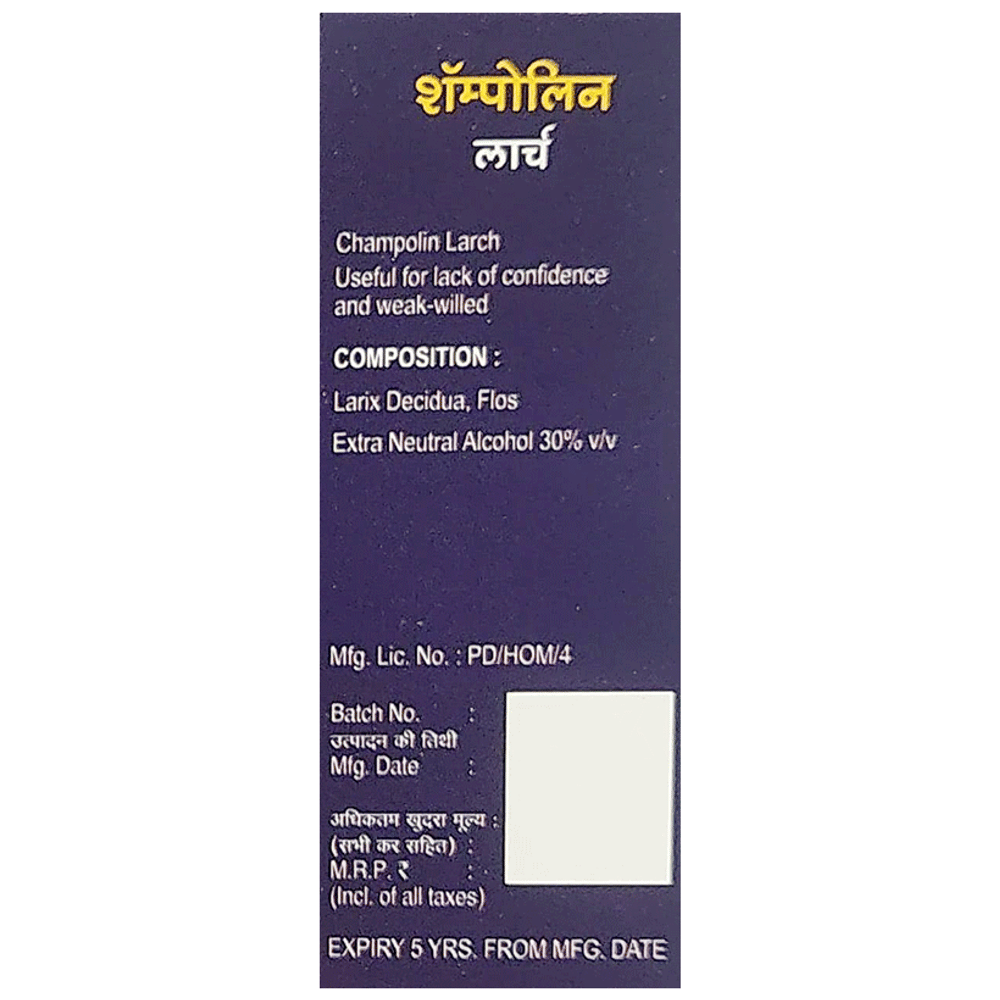 शॅम्पोलिन
लार्च
Champolin Larch
Useful for lack of confidence
and weak-willed
COMPOSITION :
Larix Decidua, Flos
Extra Neutral Alcohol 30% v/v
Mfg. Lic. No. : PD/HOM/4
Batch No. :
उत्पादन की तिथी
Mfg. Date :
अधिकतम खुदरा मूल्य :
(सभी कर सहित) :
M.R.P. ₹ :
(Incl. of all taxes)
EXPIRY 5 YRS. FROM MFG. DATE